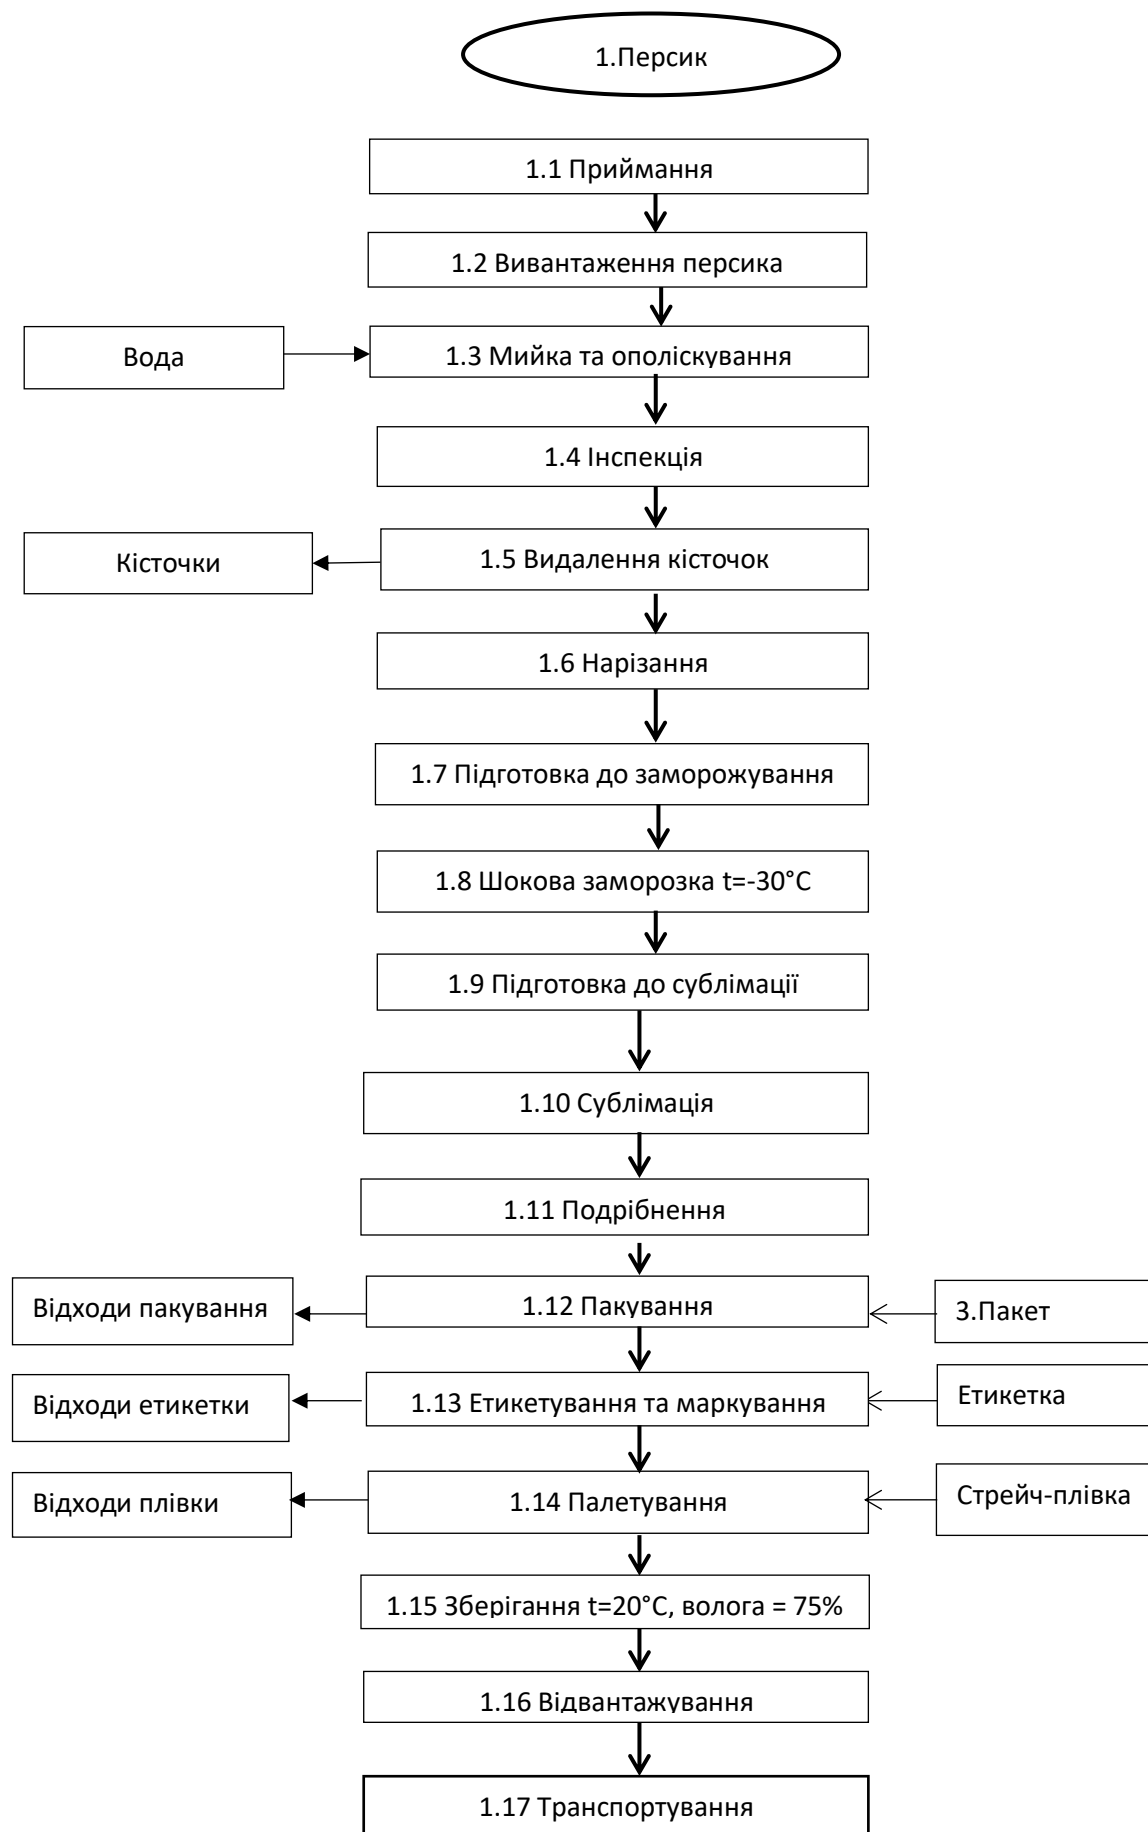 1.Персик
1.1 Приймання
1.2 Вивантаження персика
Вода
1.3 Мийка та ополіскування
1.4 Інспекція
Кісточки
1.5 Видалення кісточок
1.6 Нарізання
1.7 Підготовка до заморожування
1.8 Шокова заморозка t=-30°C
1.9 Підготовка до сублімації
1.10 Сублімація
1.11 Подрібнення
Відходи пакування
1.12 Пакування
3.Пакет
Відходи етикетки
1.13 Етикетування та маркування
Етикетка
Відходи плівки
1.14 Палетування
Стрейч-плівка
1.15 Зберігання t=20°C, волога = 75%
1.16 Відвантажування
1.17 Транспортування